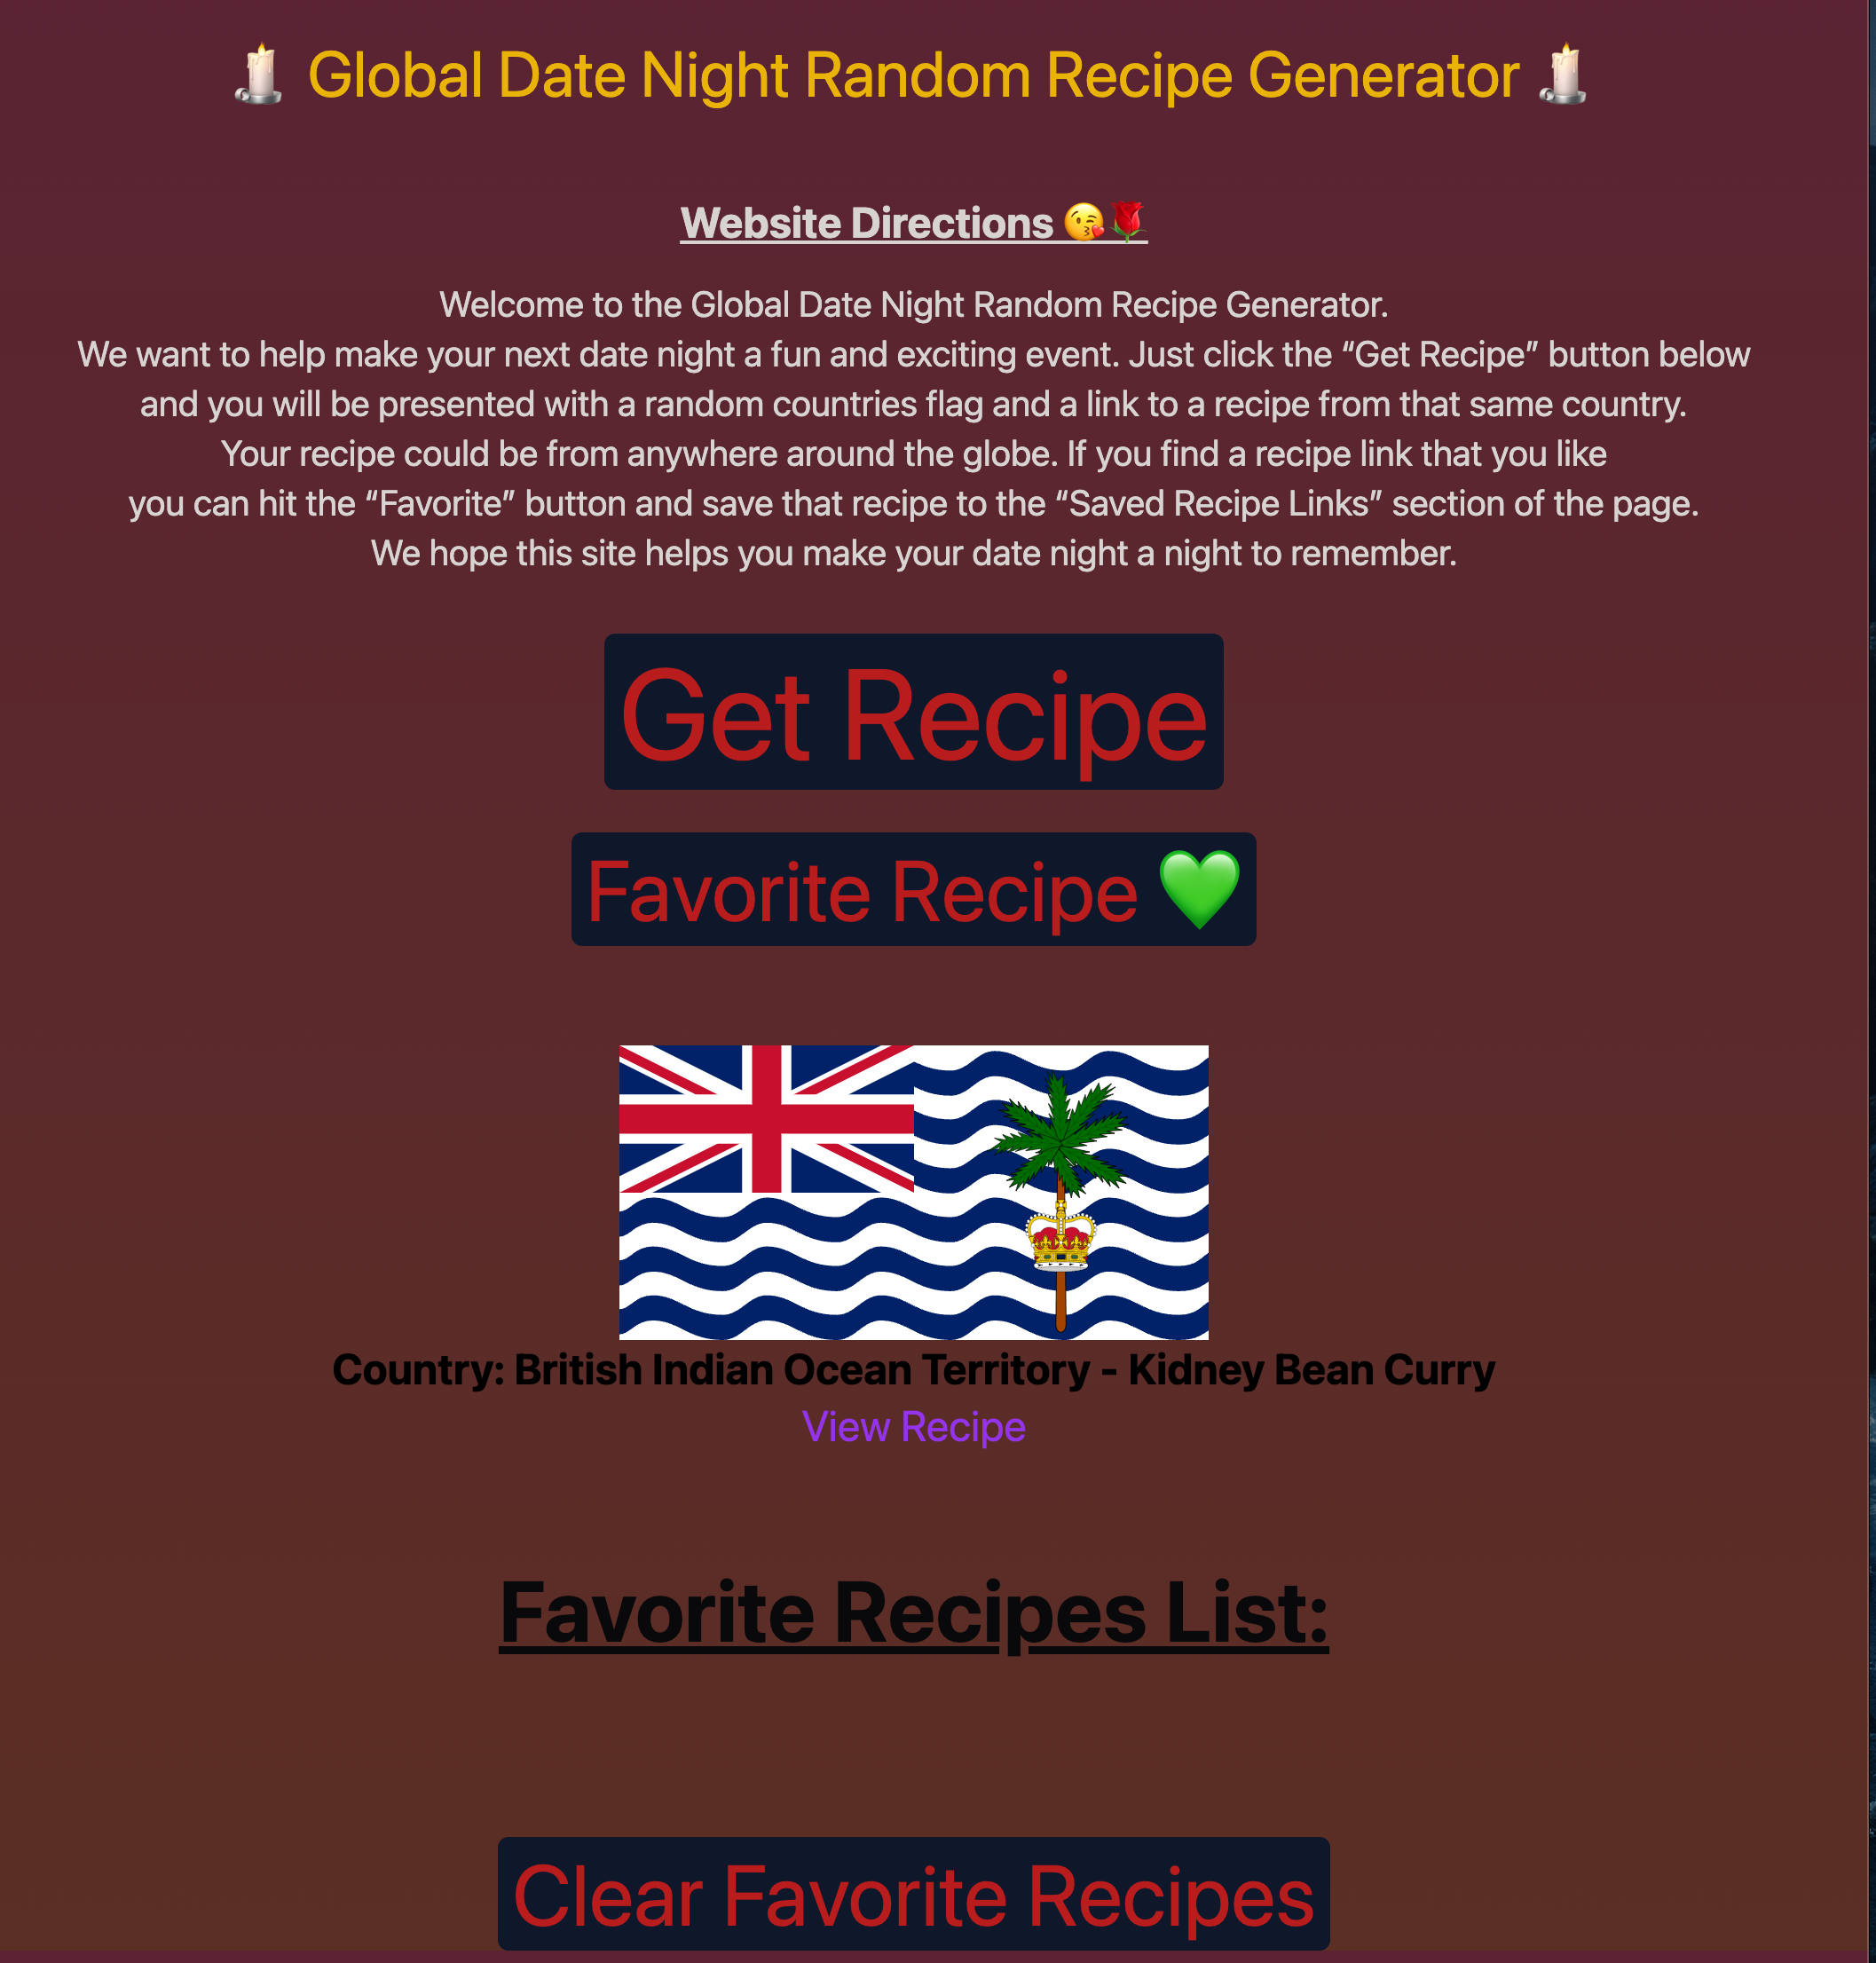 🕯️ Global Date Night Random Recipe Generator 🕯️
Website Directions 😘🌹
Welcome to the Global Date Night Random Recipe Generator.
We want to help make your next date night a fun and exciting event. Just click the “Get Recipe” button below
and you will be presented with a random countries flag and a link to a recipe from that same country.
Your recipe could be from anywhere around the globe. If you find a recipe link that you like
you can hit the “Favorite” button and save that recipe to the “Saved Recipe Links” section of the page.
We hope this site helps you make your date night a night to remember.
Get Recipe
Favorite Recipe 💚
Country: British Indian Ocean Territory - Kidney Bean Curry
View Recipe
Favorite Recipes List:
Clear Favorite Recipes